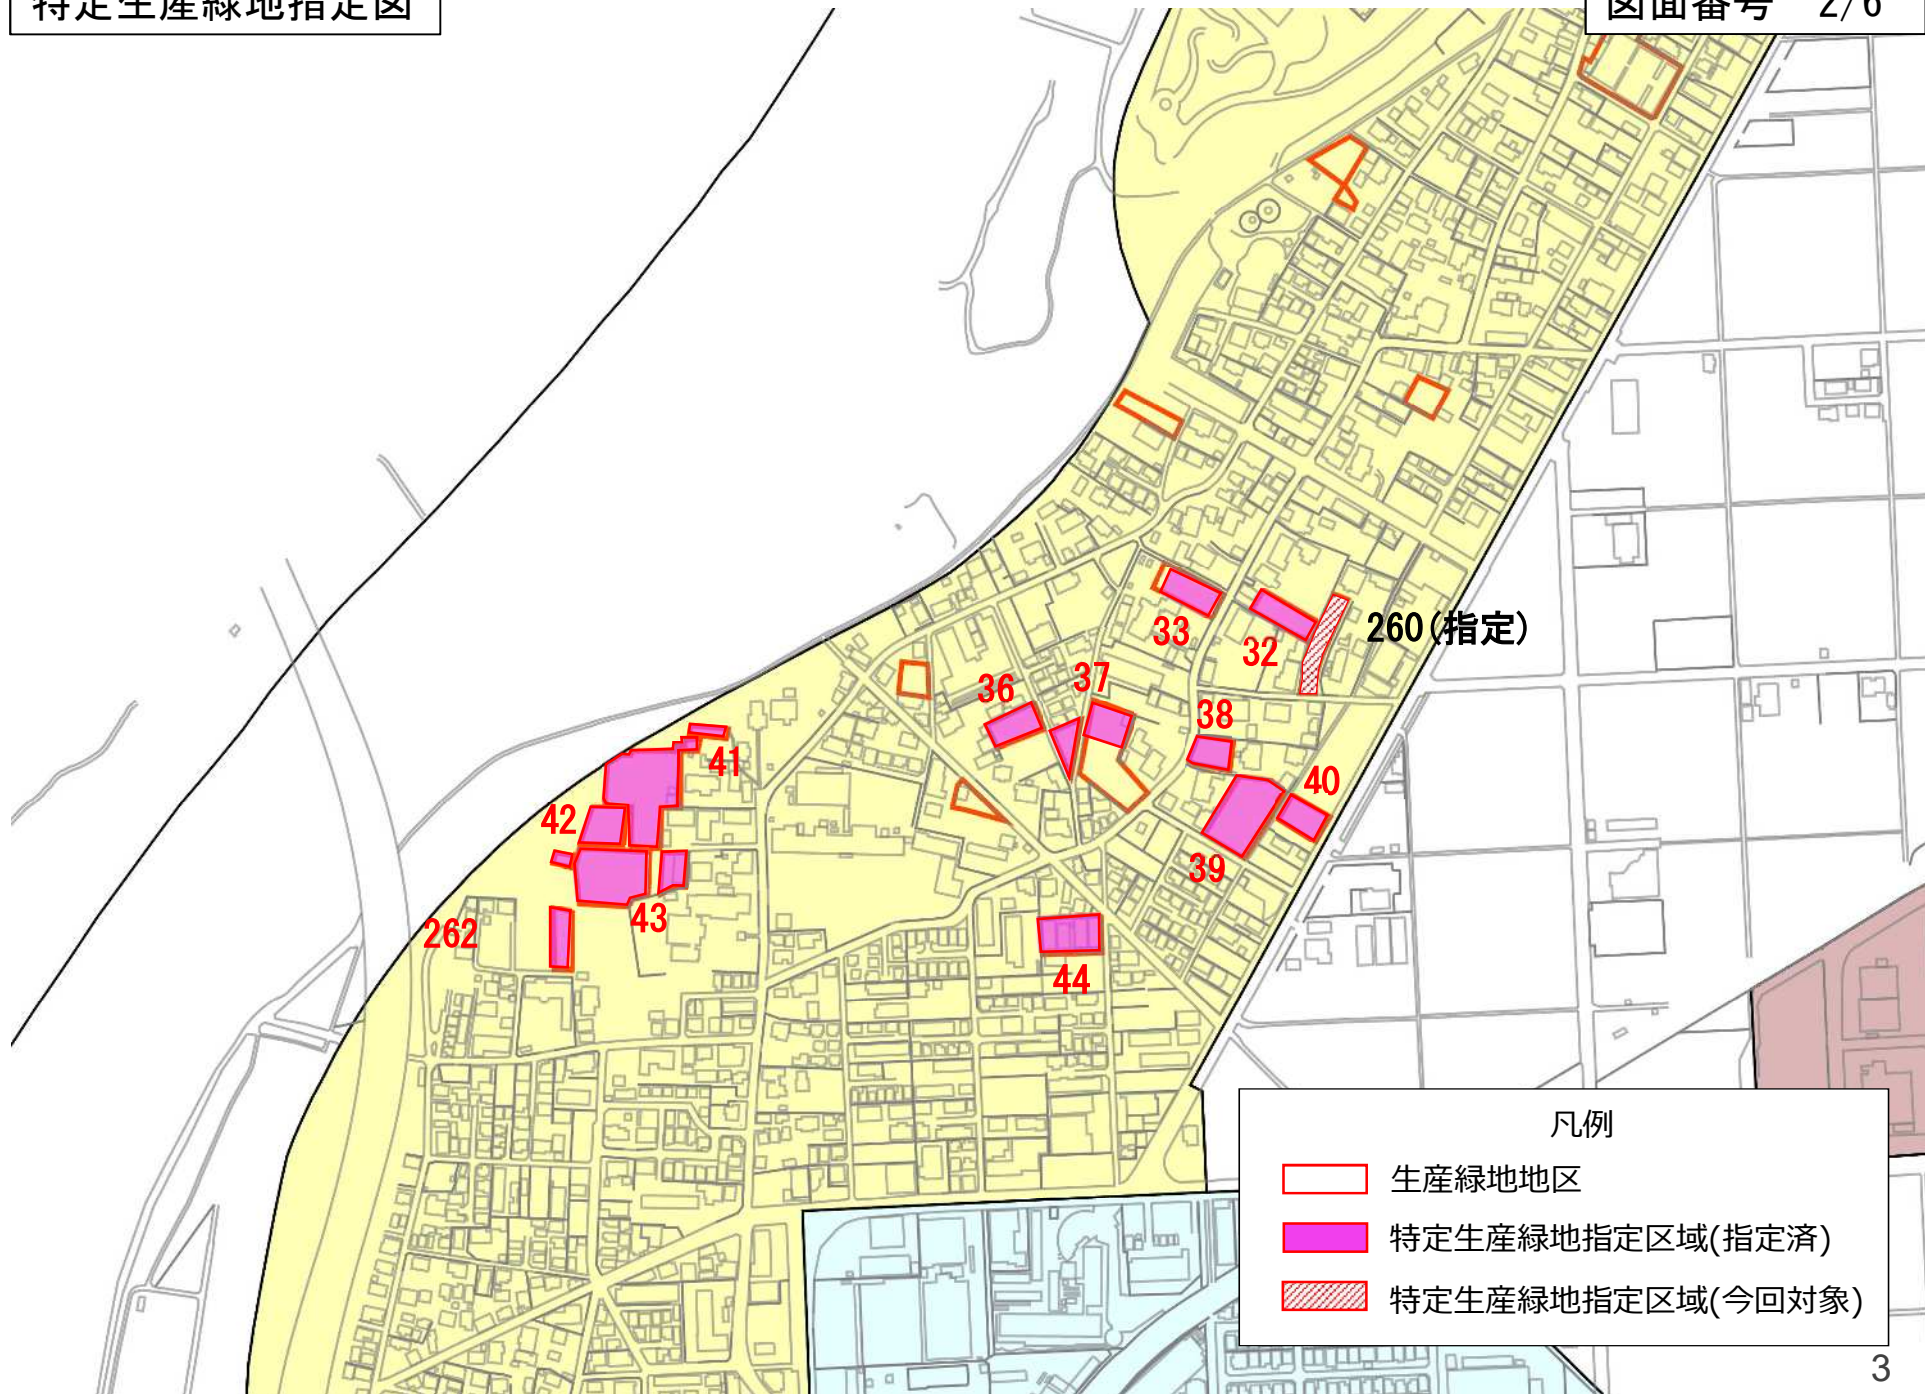 特定生産緑地指定図
図面番号 2/6
260(指定)
33
32
37
36
38
41
40
42
39
43
262
44
凡例
生産緑地地区
特定生産緑地指定区域(指定済)
特定生産緑地指定区域(今回対象)
3